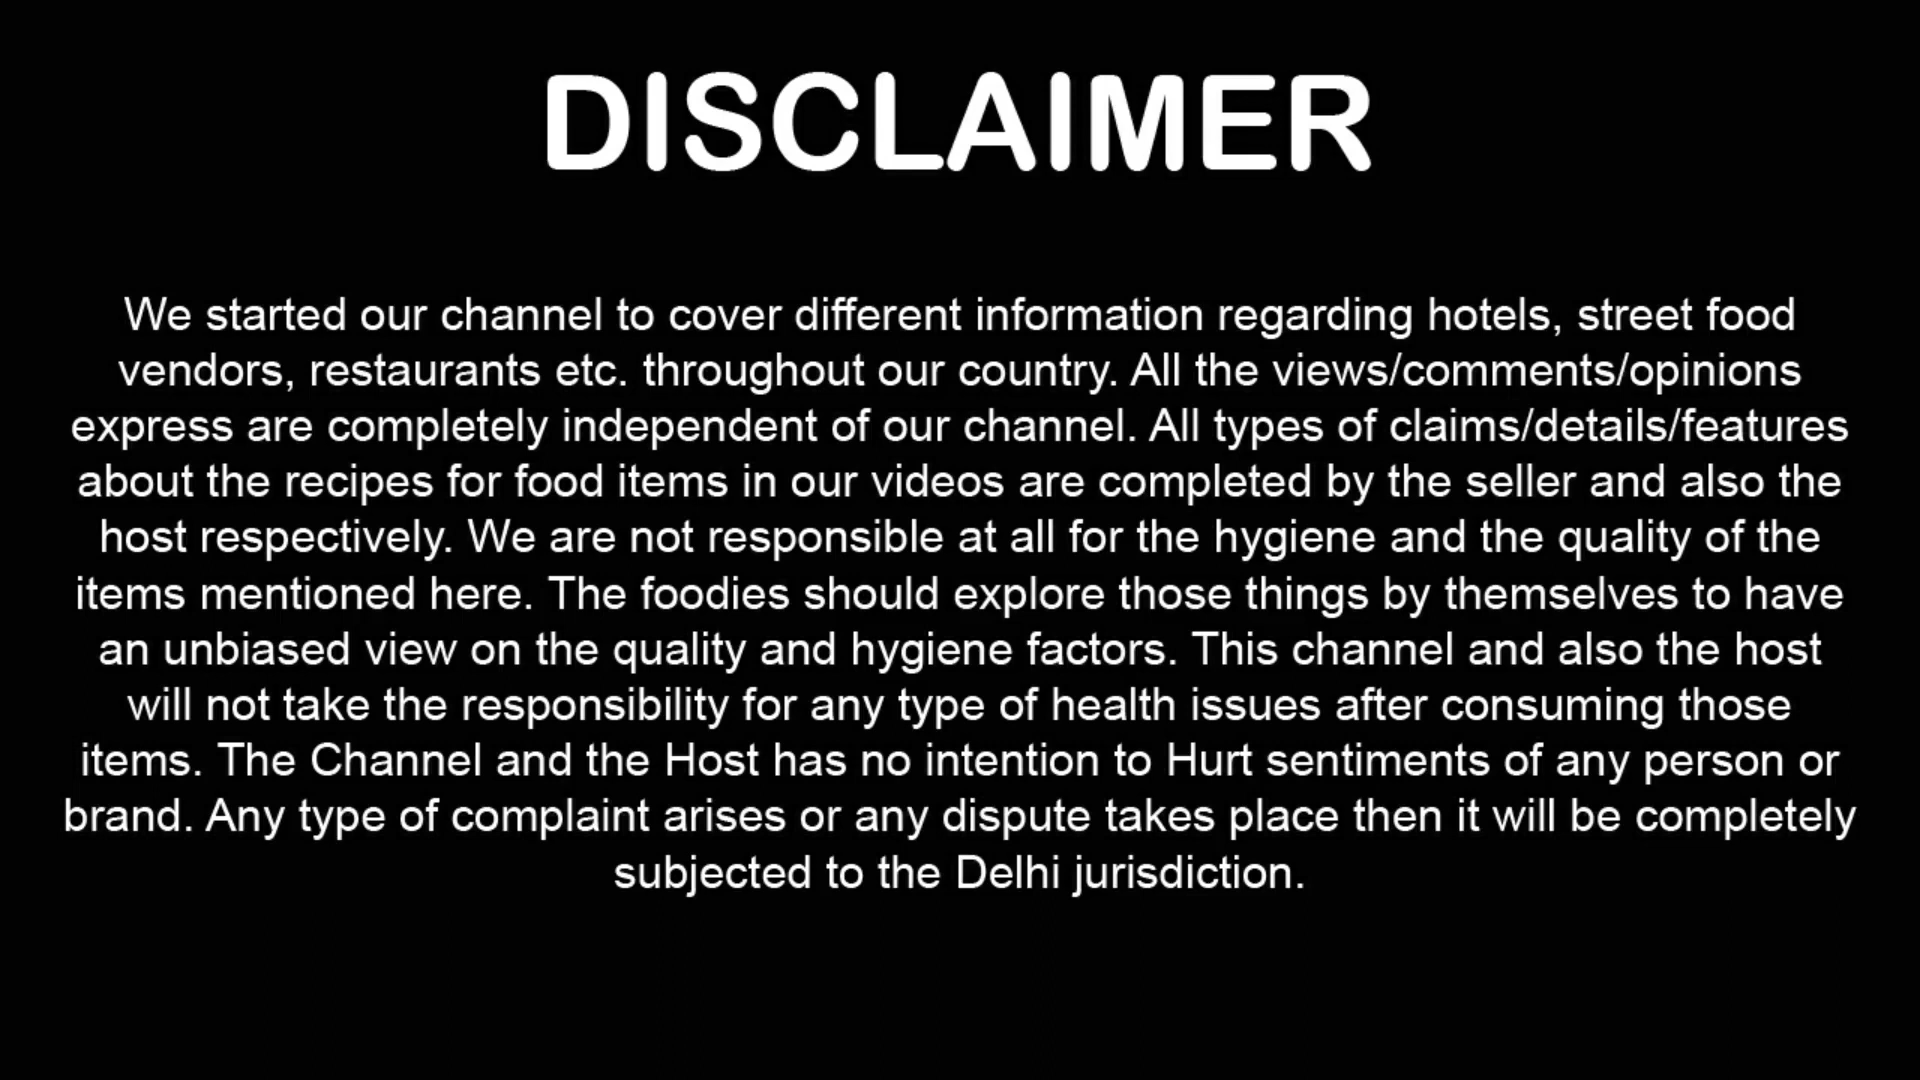 DISCLAIMER
We started our channel to cover different information regarding hotels, street food
vendors, restaurants etc. throughout our country. All the views/comments/opinions
express are completely independent of our channel. All types of claims/details/features
about the recipes for food items in our videos are completed by the seller and also the
host respectively. We are not responsible at all for the hygiene and the quality of the
items mentioned here. The foodies should explore those things by themselves to have
an unbiased view on the quality and hygiene factors. This channel and also the host
will not take the responsibility for any type of health issues after consuming those
items. The Channel and the Host has no intention to Hurt sentiments of any person or
brand. Any type of complaint arises or any dispute takes place then it will be completely
subjected to the Delhi jurisdiction.